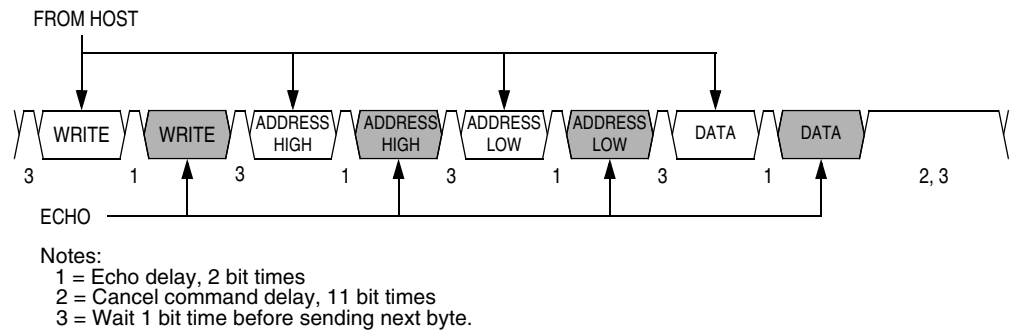 FROM HOST
WRITE WRITE ADDRESS HIGH ADDRESS HIGH ADDRESS LOW ADDRESS LOW DATA DATA
3 1 3 1 3 1 3 1 2, 3
ECHO
Notes:
1 = Echo delay, 2 bit times
2 = Cancel command delay, 11 bit times
3 = Wait 1 bit time before sending next byte.